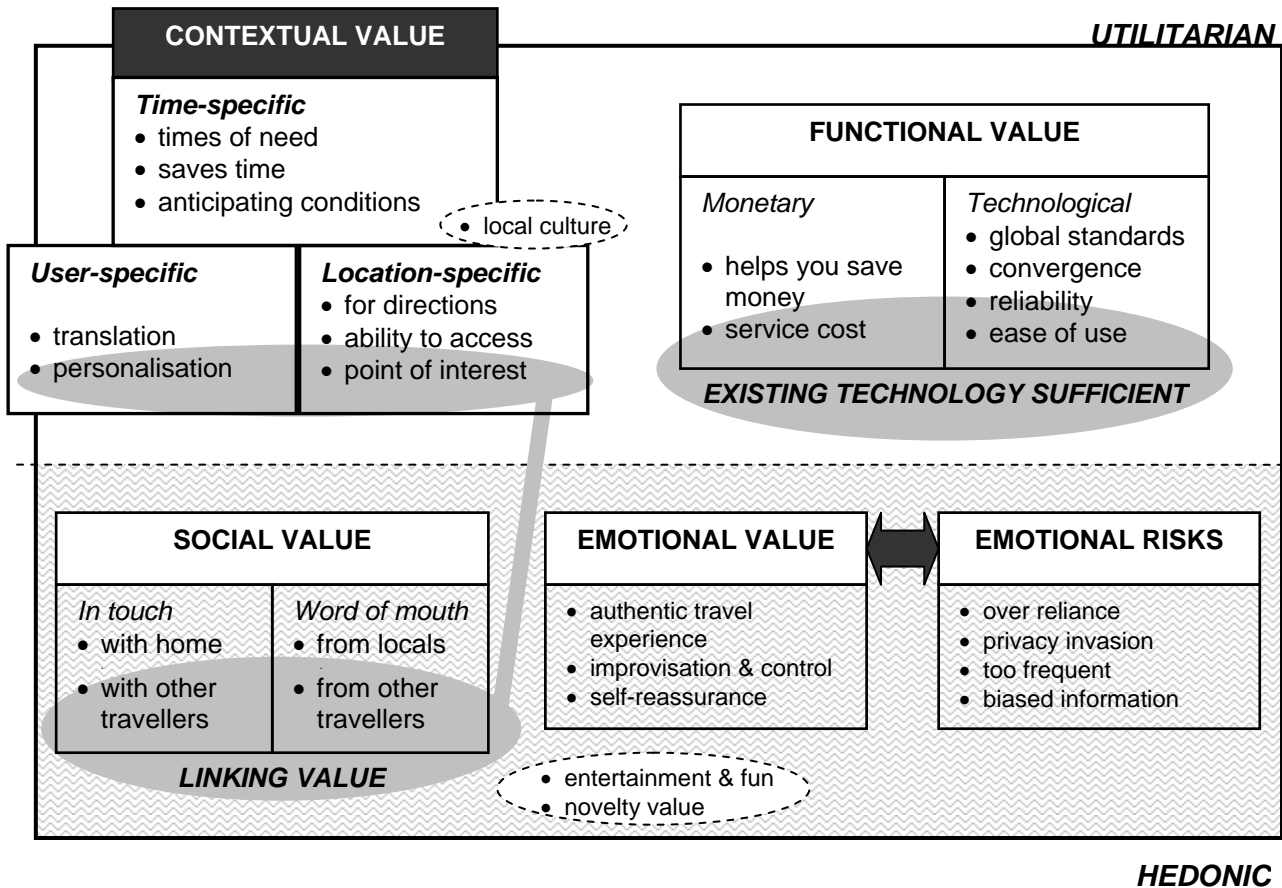 CONTEXTUAL VALUE
UTILITARIAN
Time-specific
• times of need
• saves time
• anticipating conditions
• local culture
User-specific
• translation
• personalisation
Location-specific
• for directions
• ability to access
• point of interest
FUNCTIONAL VALUE
Monetary
• helps you save
money
• service cost
Technological
• global standards
• convergence
• reliability
• ease of use
EXISTING TECHNOLOGY SUFFICIENT
SOCIAL VALUE
In touch
• with home
• with other
travellers
Word of mouth
• from locals
• from other
travellers
LINKING VALUE
EMOTIONAL VALUE
• authentic travel
experience
• improvisation & control
• self-reassurance
EMOTIONAL RISKS
• over reliance
• privacy invasion
• too frequent
• biased information
• entertainment & fun
• novelty value
HEDONIC